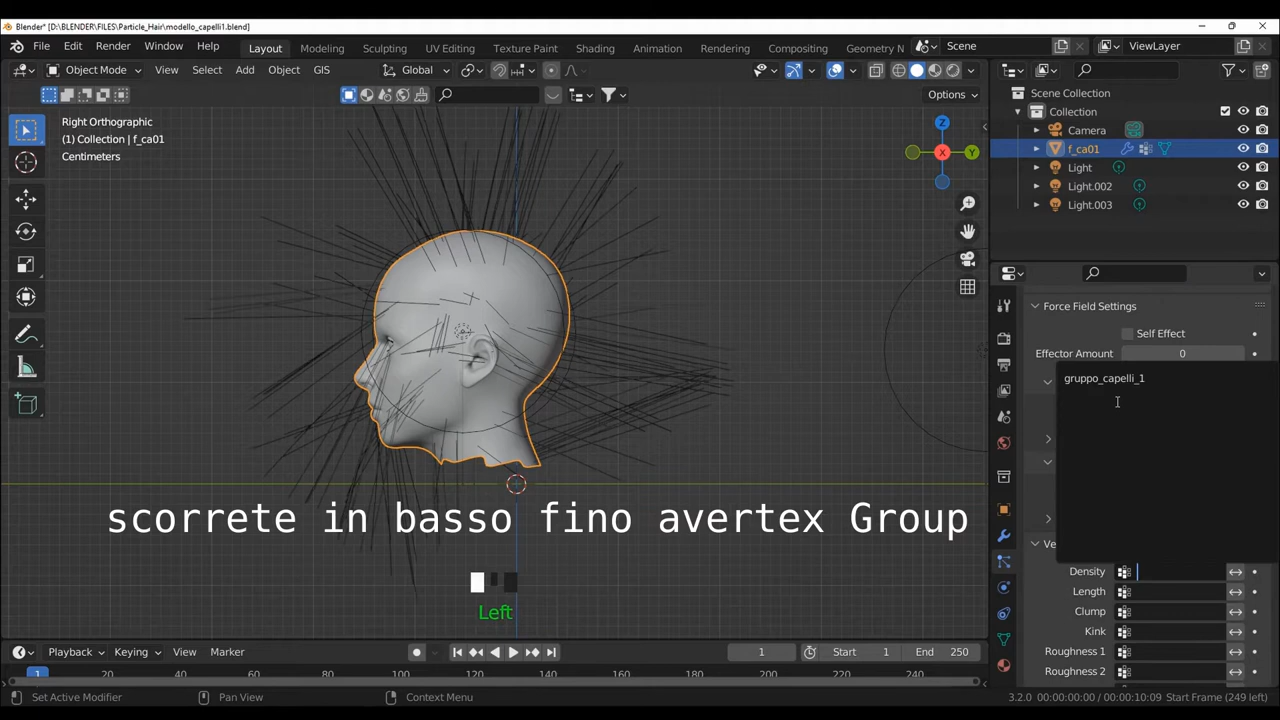 Blender* [D:\BLENDER\FILES\Particle_Hair\modello_capelli1.blend]
File Edit Render Window Help
Layout Modeling Sculpting UV Editing Texture Paint Shading Animation Rendering Compositing Geometry N
Scene
ViewLayer
Object Mode View Select Add Object GIS
Global
Options
Right Orthographic
(1) Collection | f_ca01
Centimeters
Z
X
Y
Scene Collection
Collection
Camera
f_ca01
Light
Light.002
Light.003
Force Field Settings
Self Effect
Effector Amount 0
gruppo_capelli_1
Ve
Density
Length
Clump
Kink
Roughness 1
Roughness 2
scorrete in basso fino avertex Group
Left
Playback Keying View Marker
1
Start 1
End 250
1 20 40 60 80 100 120 140 160 180 200 220 240
Set Active Modifier
Pan View
Context Menu
3.2.0 00:00:00:00 / 00:00:10:09 Start Frame (249 left)